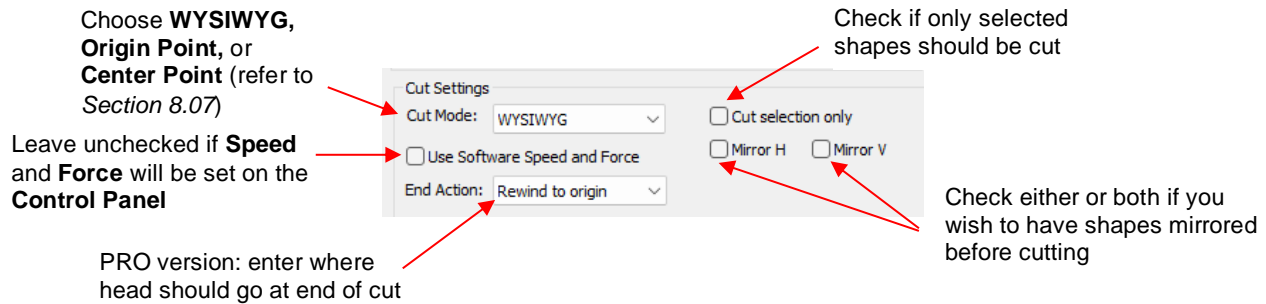 Choose WYSIWYG,
Origin Point, or
Center Point (refer to
Section 8.07)
Check if only selected
shapes should be cut
Leave unchecked if Speed
and Force will be set on the
Control Panel
Cut Settings
Cut Mode: WYSIWYG
Cut selection only
Use Software Speed and Force
Mirror H Mirror V
End Action: Rewind to origin
Check either or both if you
wish to have shapes mirrored
before cutting
PRO version: enter where
head should go at end of cut